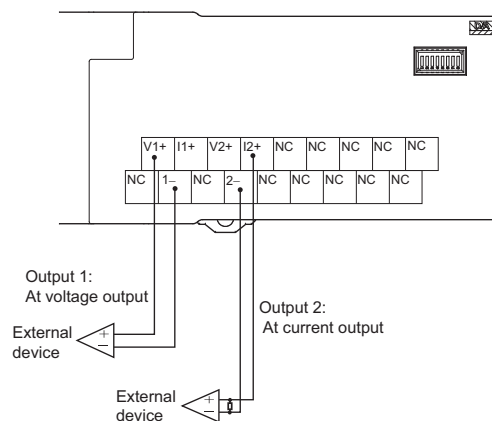 D/A
V1+ I1+ V2+ I2+ NC NC NC NC NC
NC 1– NC 2– NC NC NC NC NC
Output 1:
At voltage output
Output 2:
At current output
External
device
+
–
External
device
+
–